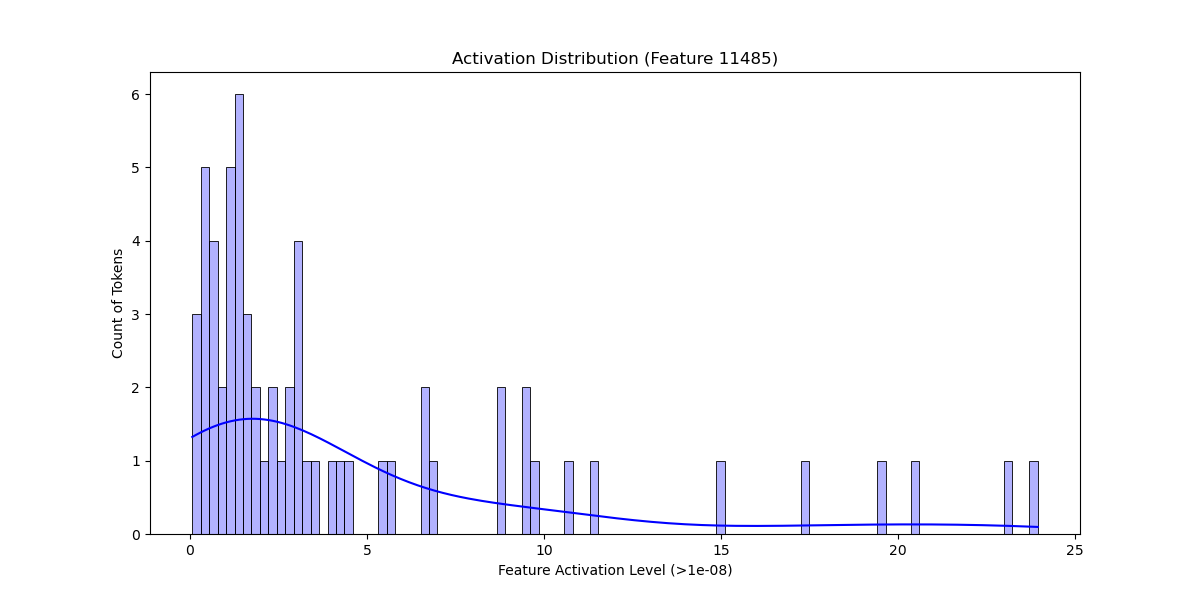 Activation Distribution (Feature 11485)
6
5
4
3
2
1
0
Count of Tokens
0 5 10 15 20 25
Feature Activation Level (>1e-08)